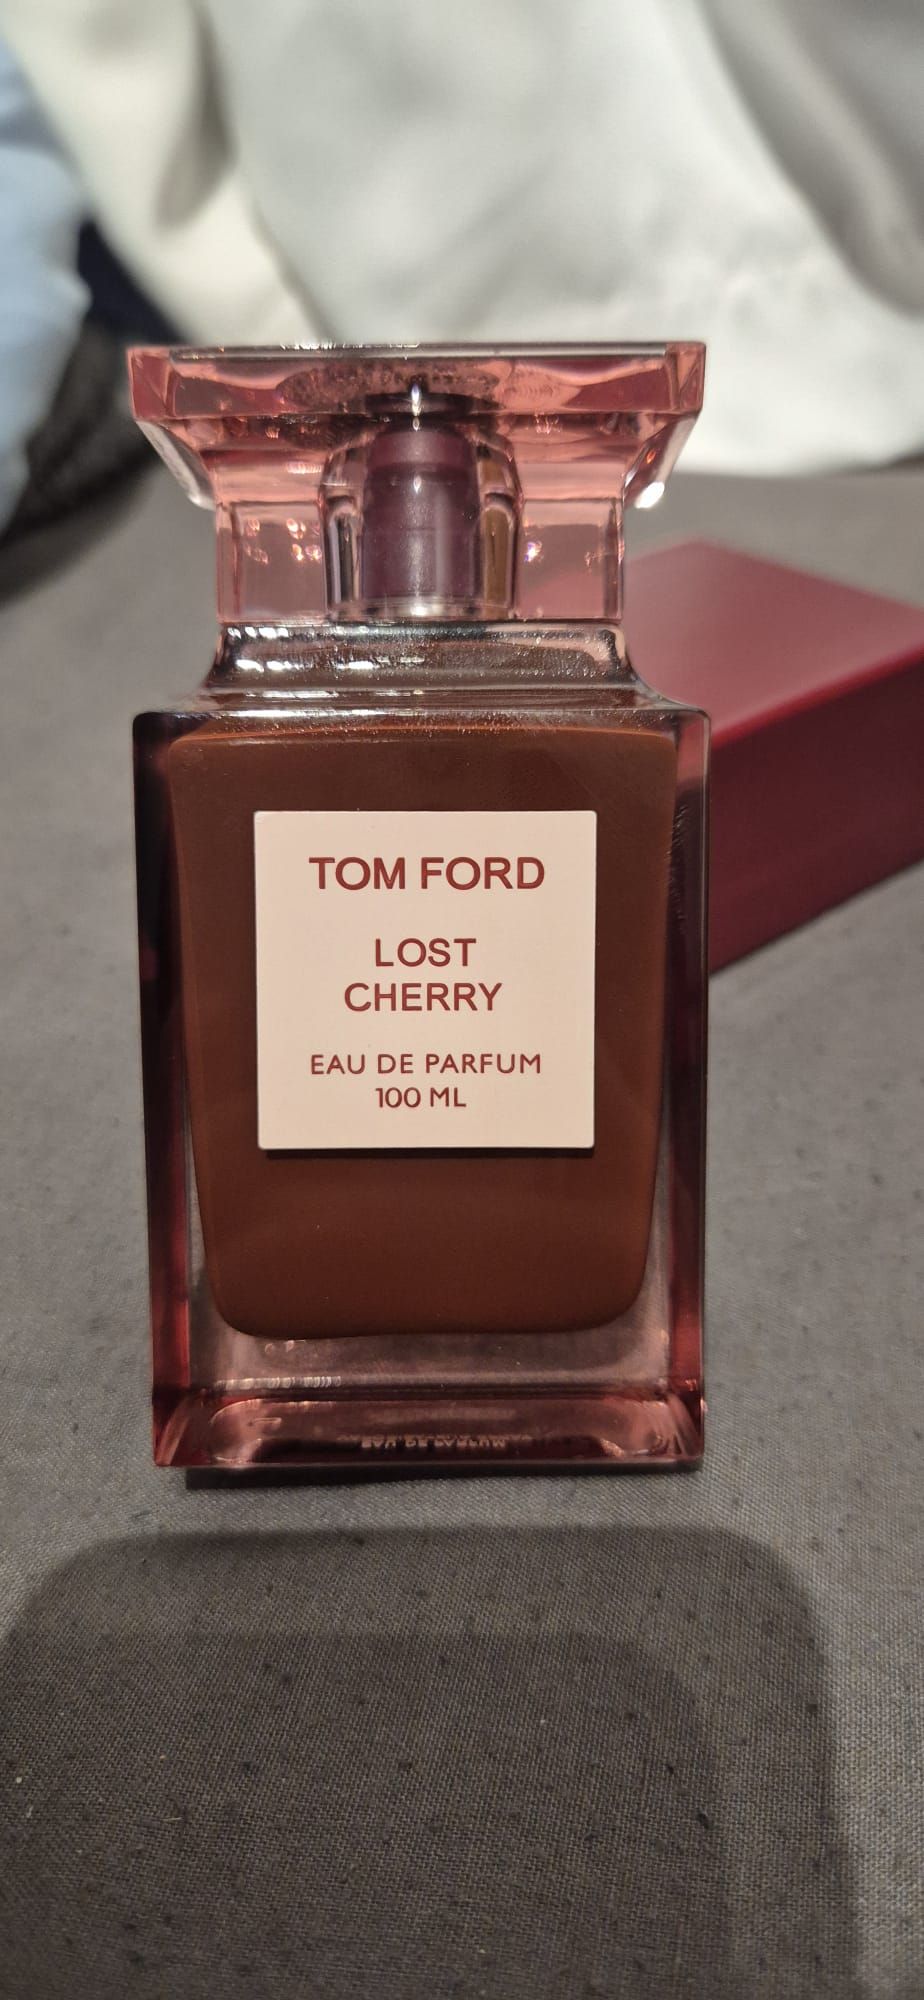 TOM FORD
LOST
CHERRY
EAU DE PARFUM
100 ML